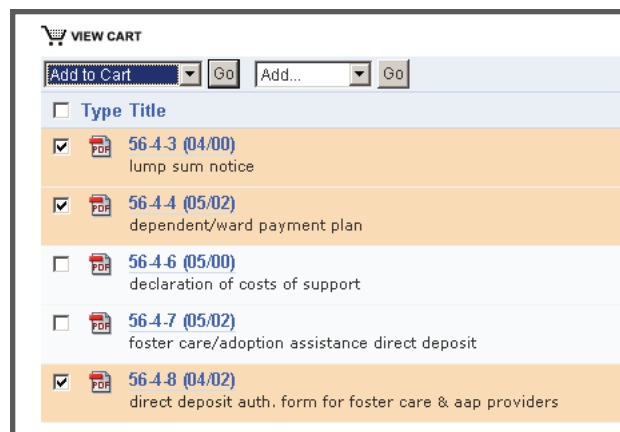 VIEW CART
Add to Cart Go Add... Go
Type Title
PDF 56-4-3 (04/00)
lump sum notice
PDF 56-4-4 (05/02)
dependent/ward payment plan
PDF 56-4-6 (05/00)
declaration of costs of support
PDF 56-4-7 (05/02)
foster care/adoption assistance direct deposit
PDF 56-4-8 (04/02)
direct deposit auth. form for foster care & aap providers